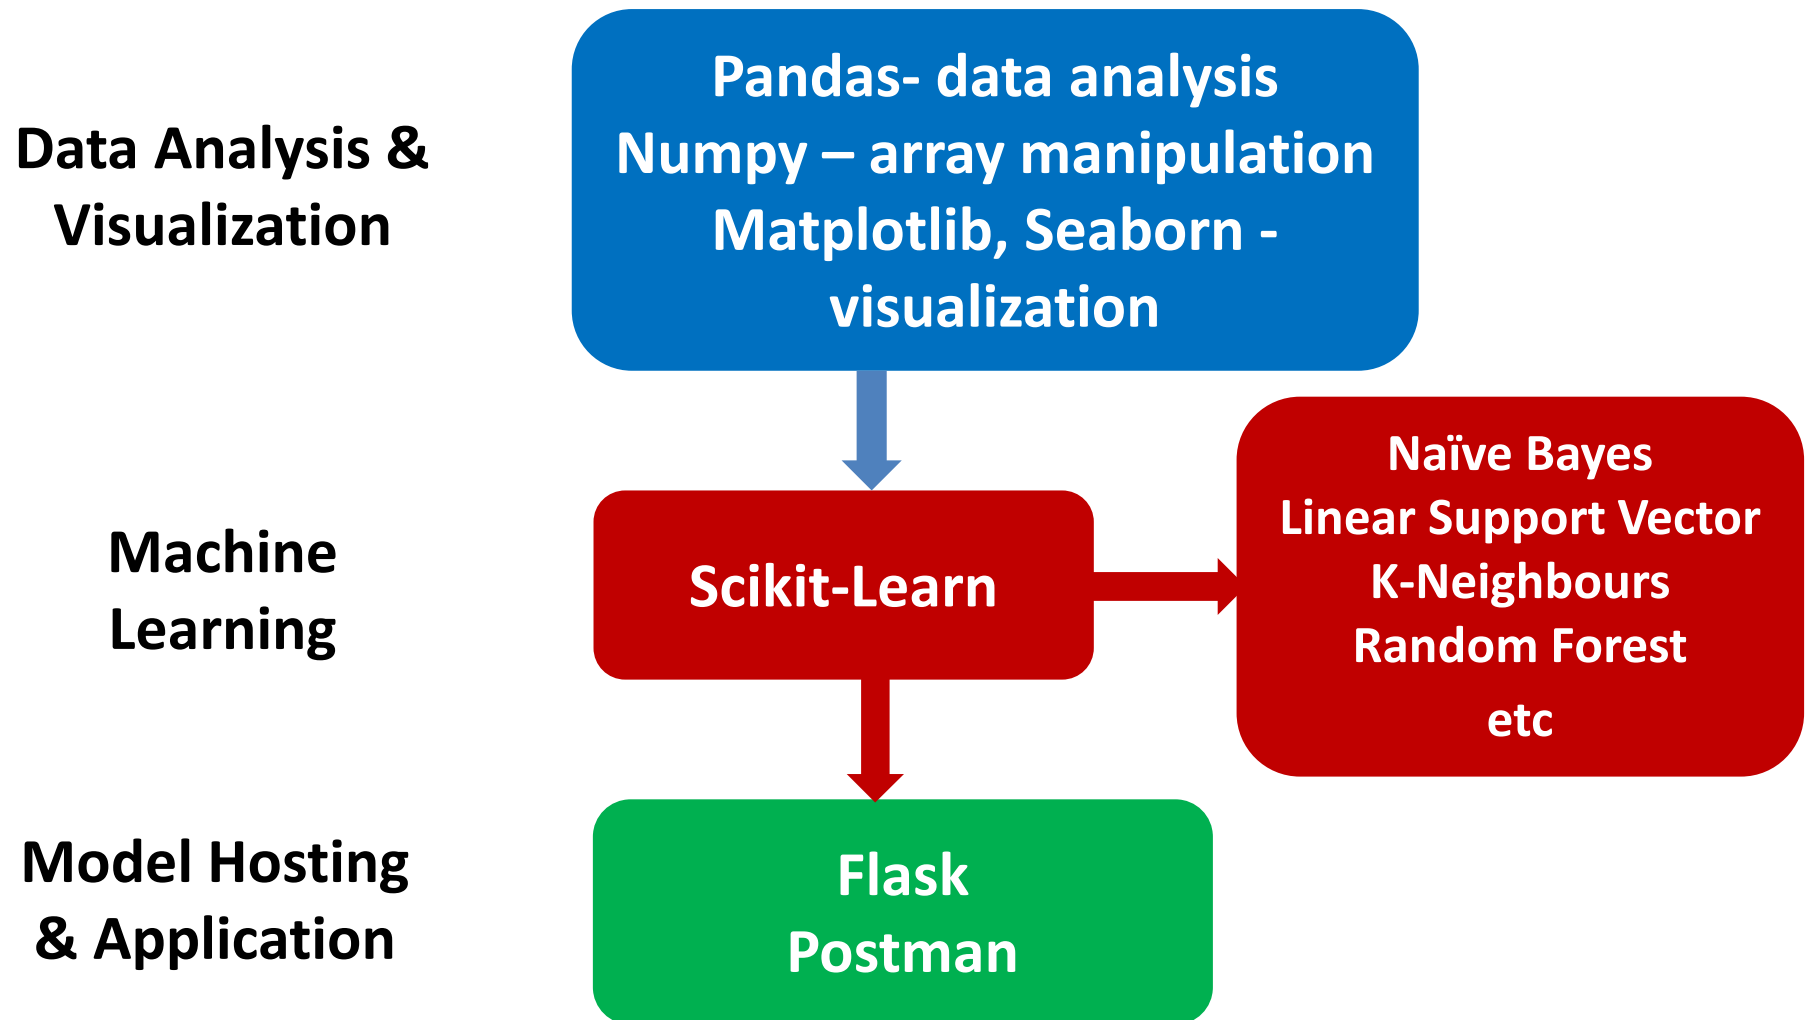 Data Analysis &
Visualization
Pandas- data analysis
Numpy – array manipulation
Matplotlib, Seaborn -
visualization
Machine
Learning
Scikit-Learn
Naïve Bayes
Linear Support Vector
K-Neighbours
Random Forest
etc
Model Hosting
& Application
Flask
Postman